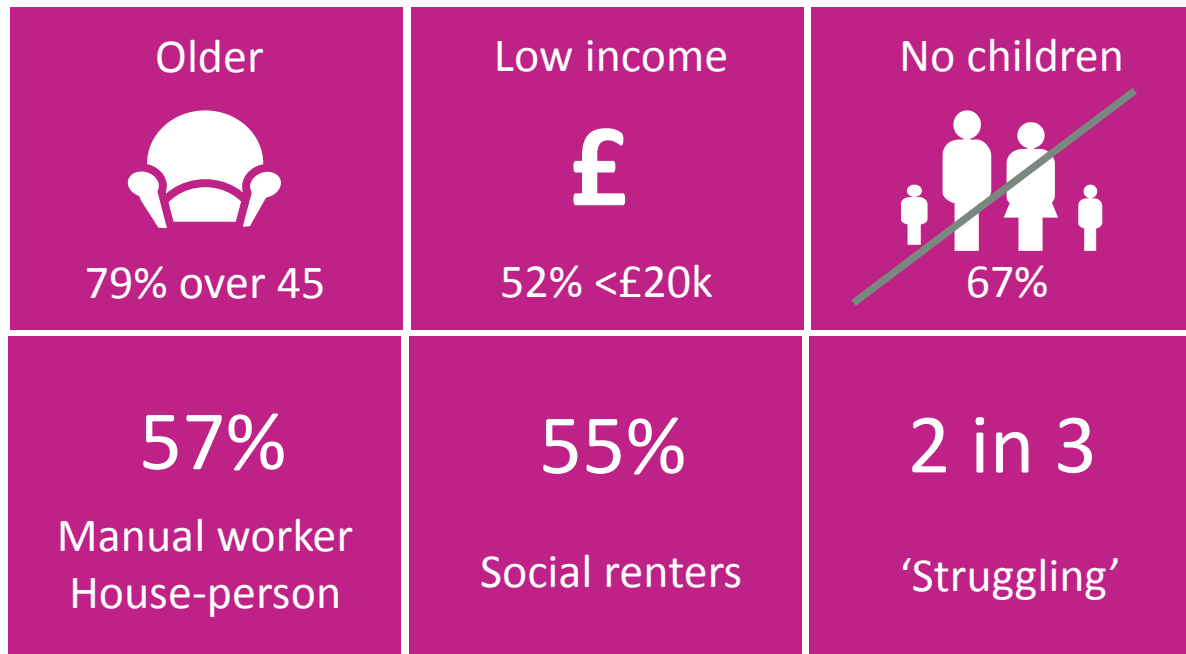 Older
£
79% over 45
Low income
52% <£20k
No children
67%
57%
Manual worker
House-person
55%
Social renters
2 in 3
‘Struggling’